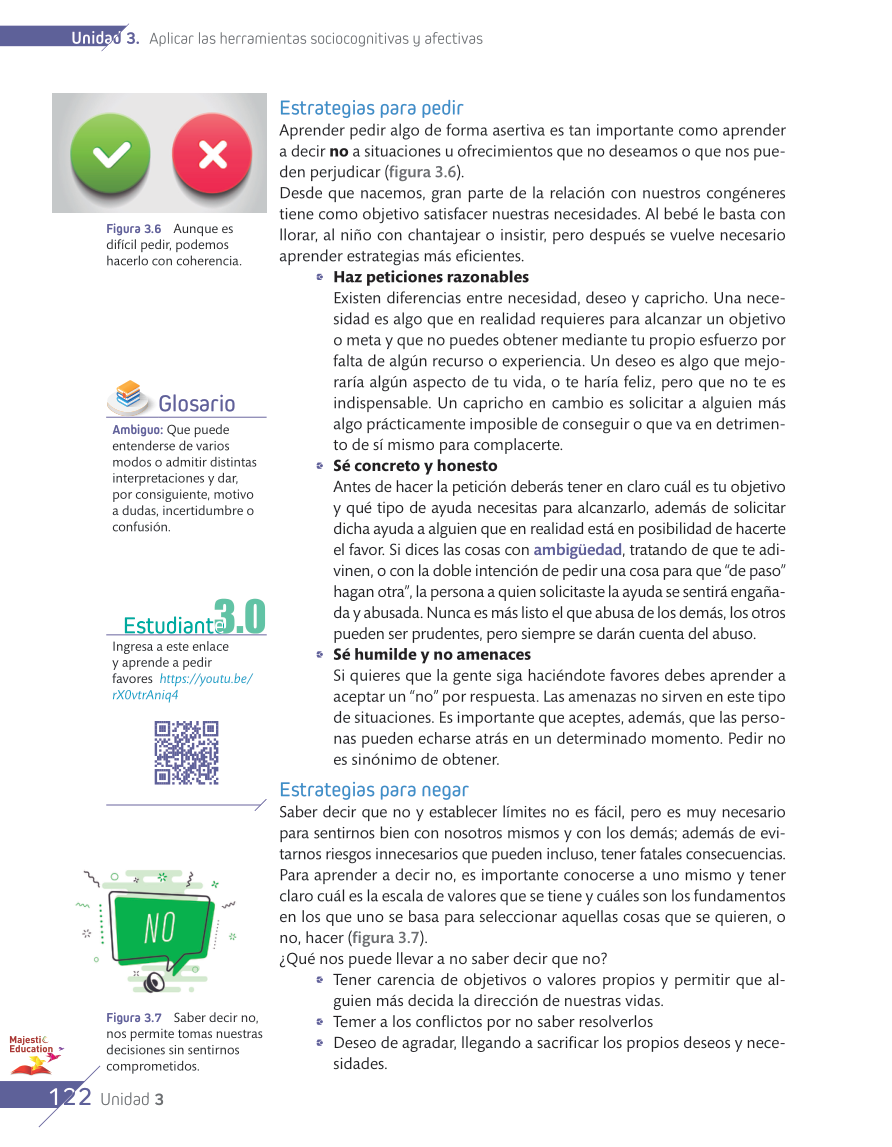 Unidad 3. Aplicar las herramientas sociocognitivas y afectivas
Figura 3.6 Aunque es
difícil pedir, podemos
hacerlo con coherencia.
Glosario
Ambiguo: Que puede
entenderse de varios
modos o admitir distintas
interpretaciones y dar,
por consiguiente, motivo
a dudas, incertidumbre o
confusión.
Estudiante 3.0
Ingresa a este enlace
y aprende a pedir
favores https://youtu.be/
rX0vtrAniq4
NO
Figura 3.7 Saber decir no,
nos permite tomas nuestras
decisiones sin sentirnos
comprometidos.
Estrategias para pedir
Aprender pedir algo de forma asertiva es tan importante como aprender
a decir no a situaciones u ofrecimientos que no deseamos o que nos pue-
den perjudicar (figura 3.6).
Desde que nacemos, gran parte de la relación con nuestros congéneres
tiene como objetivo satisfacer nuestras necesidades. Al bebé le basta con
llorar, al niño con chantajear o insistir, pero después se vuelve necesario
aprender estrategias más eficientes.
Haz peticiones razonables
Existen diferencias entre necesidad, deseo y capricho. Una nece-
sidad es algo que en realidad requieres para alcanzar un objetivo
o meta y que no puedes obtener mediante tu propio esfuerzo por
falta de algún recurso o experiencia. Un deseo es algo que mejo-
raría algún aspecto de tu vida, o te haría feliz, pero que no te es
indispensable. Un capricho en cambio es solicitar a alguien más
algo prácticamente imposible de conseguir o que va en detrimen-
to de sí mismo para complacerte.
Sé concreto y honesto
Antes de hacer la petición deberás tener en claro cuál es tu objetivo
y qué tipo de ayuda necesitas para alcanzarlo, además de solicitar
dicha ayuda a alguien que en realidad está en posibilidad de hacerte
el favor. Si dices las cosas con ambigüedad, tratando de que te adi-
vinen, o con la doble intención de pedir una cosa para que “de paso”
hagan otra”, la persona a quien solicitaste la ayuda se sentirá engaña-
da y abusada. Nunca es más listo el que abusa de los demás, los otros
pueden ser prudentes, pero siempre se darán cuenta del abuso.
Sé humilde y no amenaces
Si quieres que la gente siga haciéndote favores debes aprender a
aceptar un “no” por respuesta. Las amenazas no sirven en este tipo
de situaciones. Es importante que aceptes, además, que las perso-
nas pueden echarse atrás en un determinado momento. Pedir no
es sinónimo de obtener.
Estrategias para negar
Saber decir que no y establecer límites no es fácil, pero es muy necesario
para sentirnos bien con nosotros mismos y con los demás; además de evi-
tarnos riesgos innecesarios que pueden incluso, tener fatales consecuencias.
Para aprender a decir no, es importante conocerse a uno mismo y tener
claro cuál es la escala de valores que se tiene y cuáles son los fundamentos
en los que uno se basa para seleccionar aquellas cosas que se quieren, o
no, hacer (figura 3.7).
¿Qué nos puede llevar a no saber decir que no?
Tener carencia de objetivos o valores propios y permitir que al-
guien más decida la dirección de nuestras vidas.
Temer a los conflictos por no saber resolverlos
Deseo de agradar, llegando a sacrificar los propios deseos y nece-
sidades.
Majestic
Education
122 Unidad 3